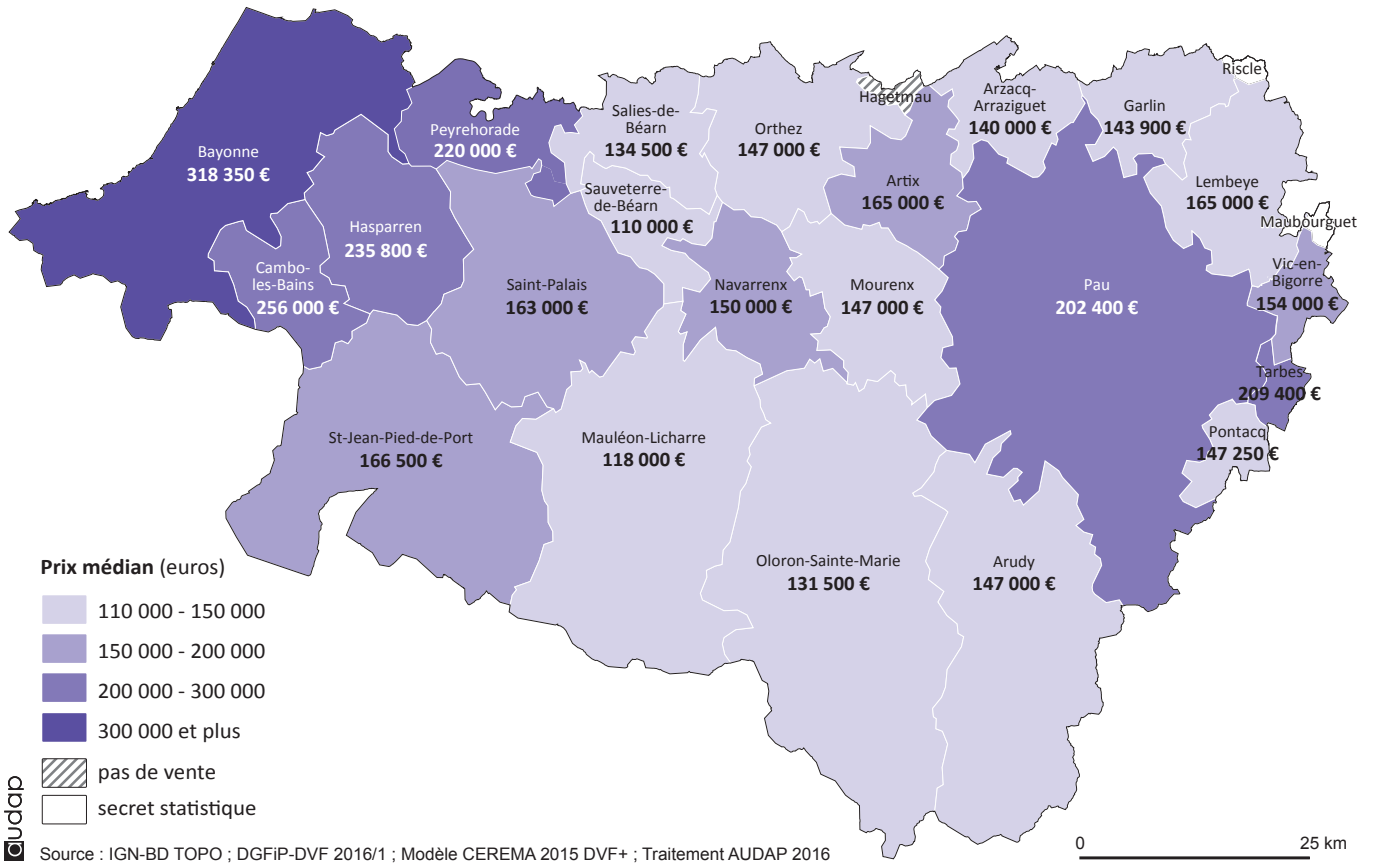 Riscle
Hagetmau
Arzacq-
Arraziguet
140 000 €
Garlin
143 900 €
Salies-de-
Béarn
134 500 €
Orthez
147 000 €
Peyrehorade
220 000 €
Bayonne
318 350 €
Artix
165 000 €
Lembeye
165 000 €
Sauveterre-
de-Béarn
110 000 €
Maubourguet
Hasparren
235 800 €
Cambo-
les-Bains
256 000 €
Saint-Palais
163 000 €
Navarrenx
150 000 €
Mourenx
147 000 €
Pau
202 400 €
Vic-en-
Bigorre
154 000 €
Tarbes
209 400 €
Pontacq
147 250 €
St-Jean-Pied-de-Port
166 500 €
Mauléon-Licharre
118 000 €
Oloron-Sainte-Marie
131 500 €
Arudy
147 000 €
Prix médian (euros)
110 000 - 150 000
150 000 - 200 000
200 000 - 300 000
300 000 et plus
pas de vente
secret statistique
audap
Source : IGN-BD TOPO ; DGFiP-DVF 2016/1 ; Modèle CEREMA 2015 DVF+ ; Traitement AUDAP 2016
0 25 km